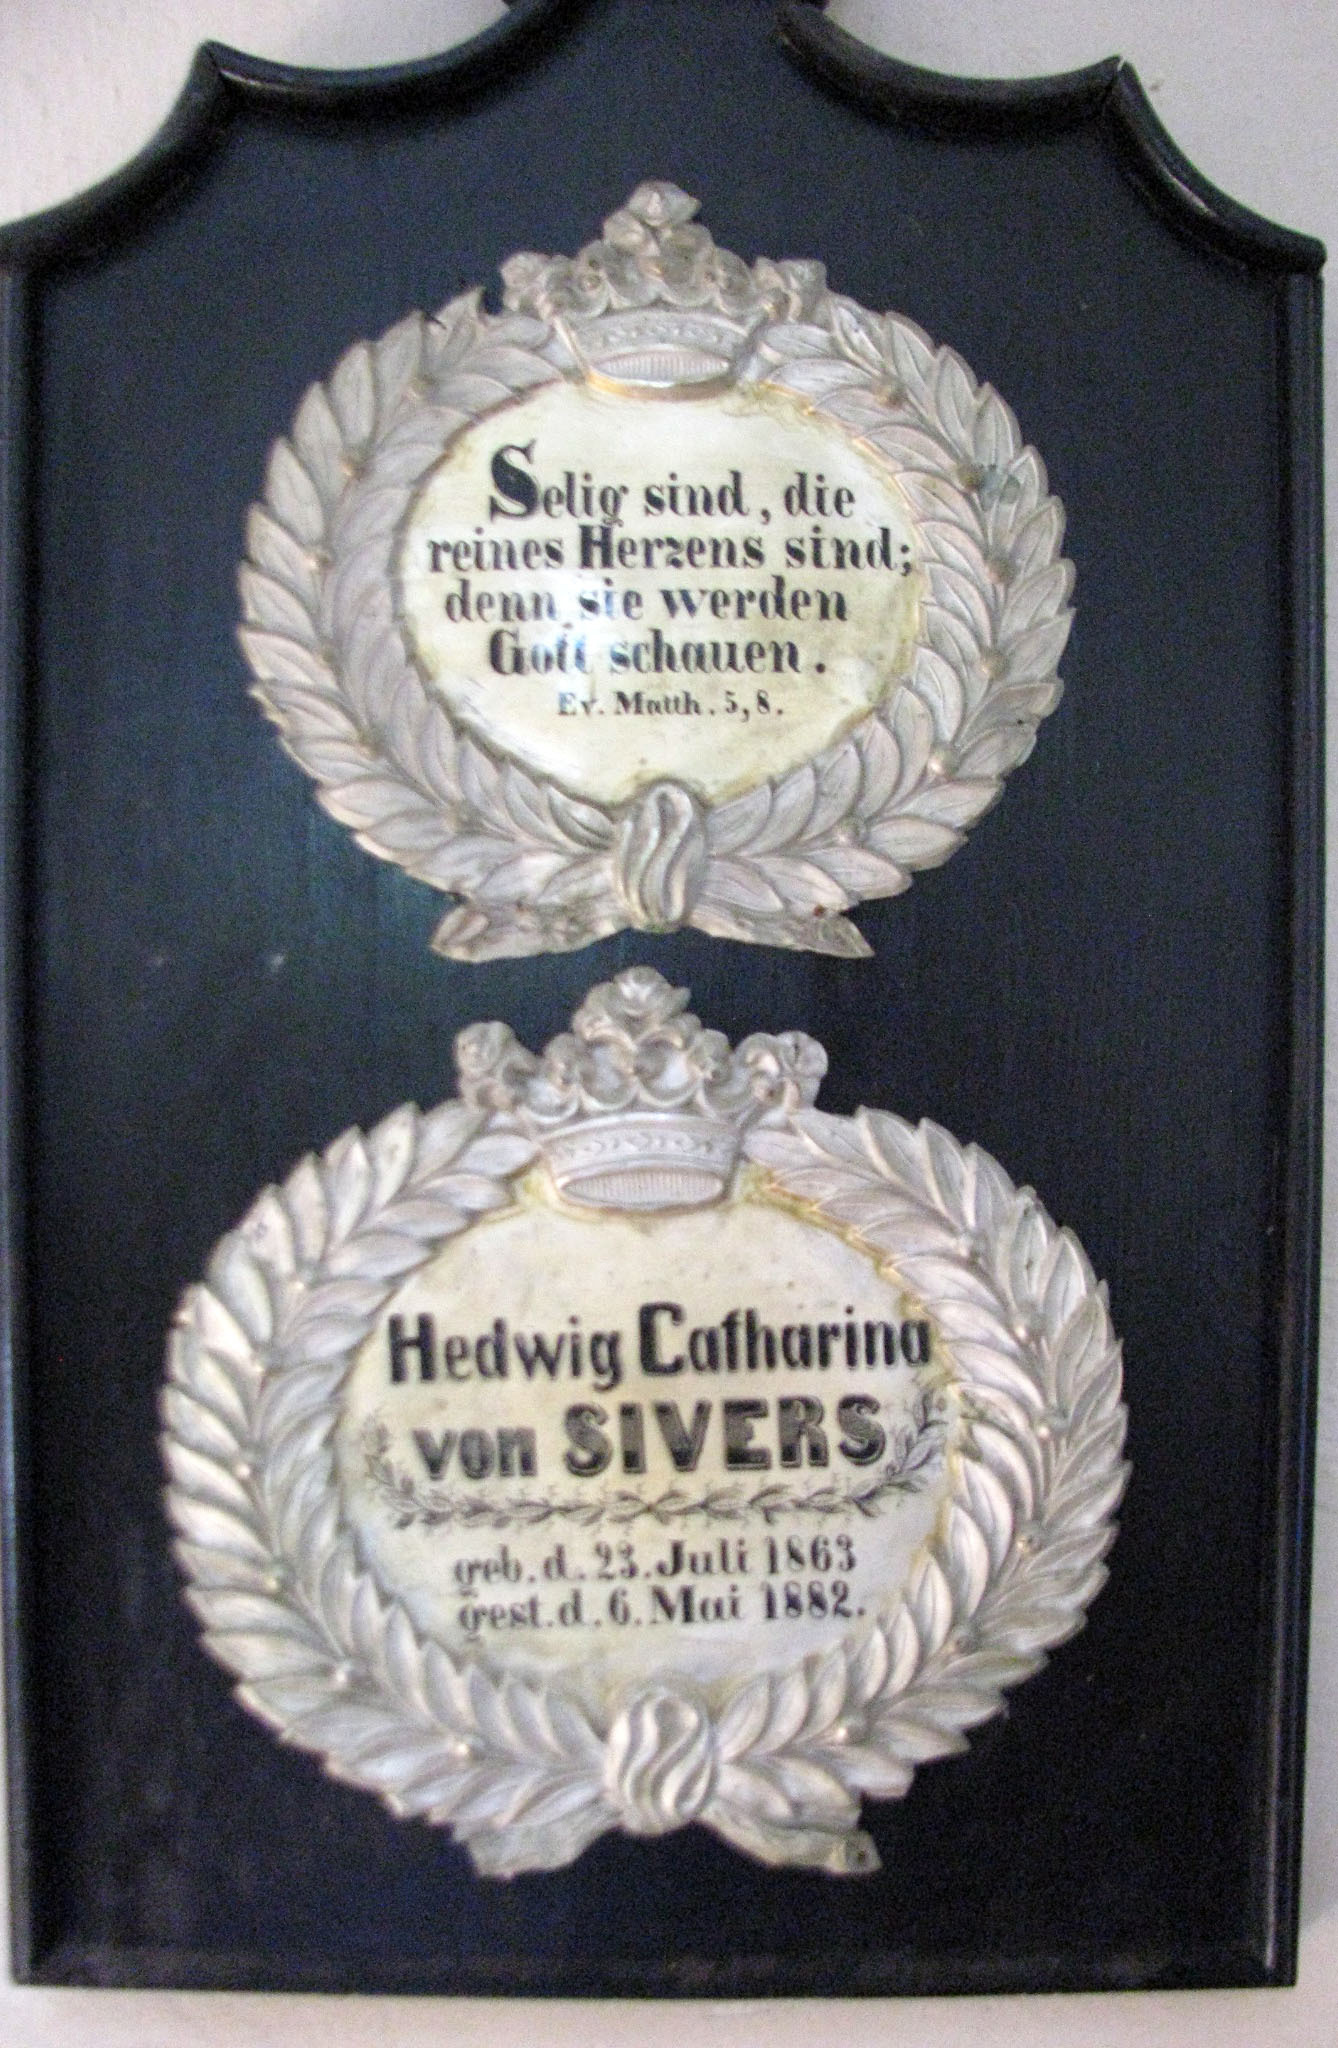 Selig sind, die
reines Herzens sind;
denn sie werden
Gott schauen.
Ev. Matth. 5, 8.
Hedwig Catharina
von SIVERS
geb. d. 23. Juli 1863
gest. d. 6. Mai 1882.